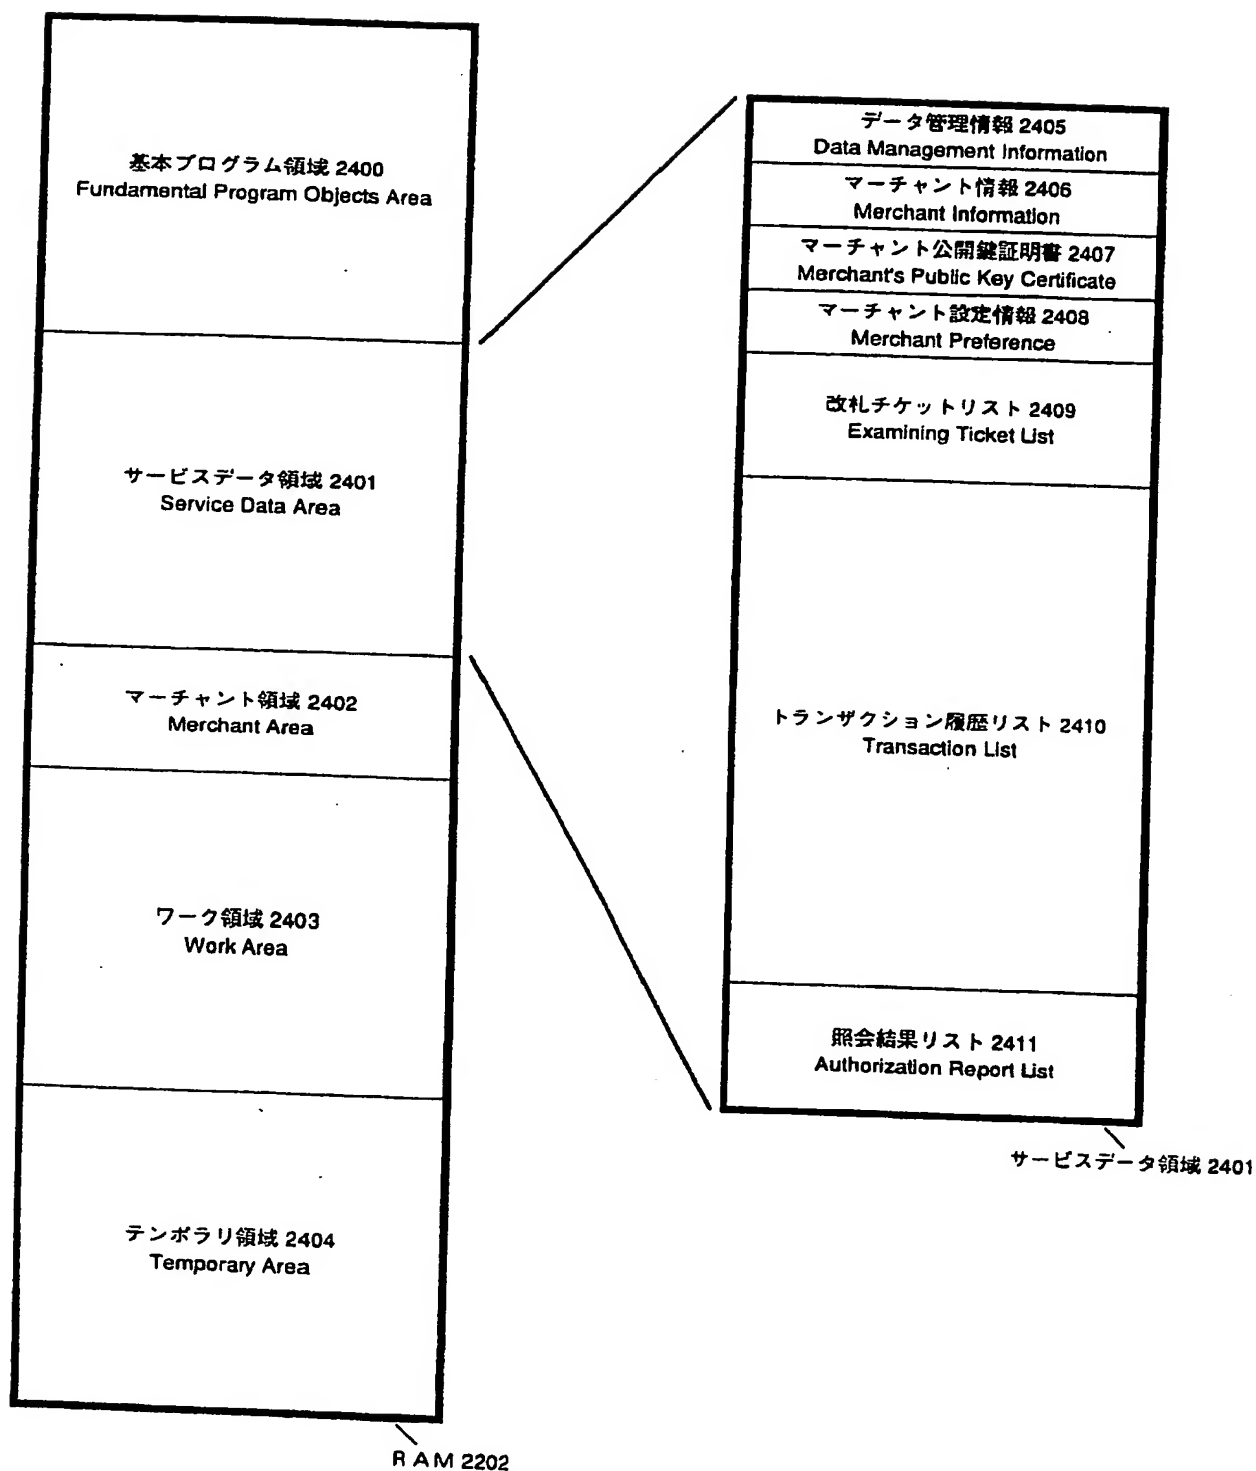 基本プログラム領域 2400
Fundamental Program Objects Area
サービスデータ領域 2401
Service Data Area
マーチャント領域 2402
Merchant Area
ワーク領域 2403
Work Area
テンポラリ領域 2404
Temporary Area
RAM 2202
データ管理情報 2405
Data Management Information
マーチャント情報 2406
Merchant Information
マーチャント公開鍵証明書 2407
Merchant's Public Key Certificate
マーチャント設定情報 2408
Merchant Preference
改札チケットリスト 2409
Examining Ticket List
トランザクション履歴リスト 2410
Transaction List
照会結果リスト 2411
Authorization Report List
サービスデータ領域 2401